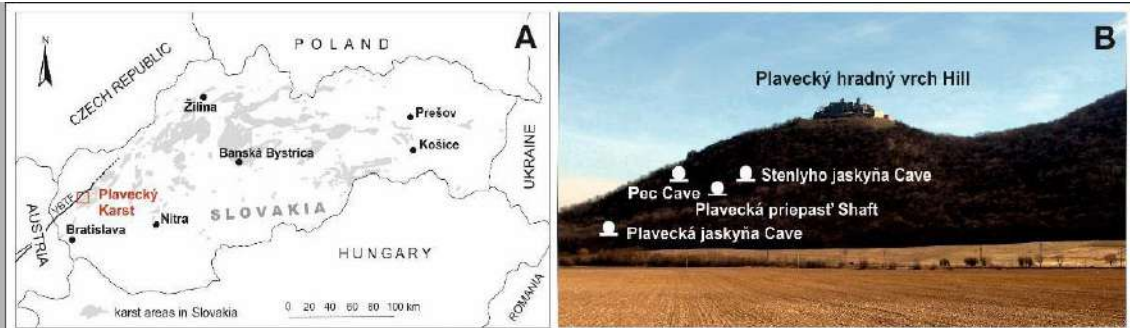 A
N
POLAND
CZECH REPUBLIC
Žilina
Prešov
Košice
Banská Bystrica
UKRAINE
VBTF
Plavecký
Karst
SLOVAKIA
Nitra
AUSTRIA
Bratislava
HUNGARY
ROMANIA
karst areas in Slovakia
0 20 40 60 80 100 km
B
Plavecký hradný vrch Hill
Stenlyho jaskyňa Cave
Pec Cave
Plavecká priepasť Shaft
Plavecká jaskyňa Cave